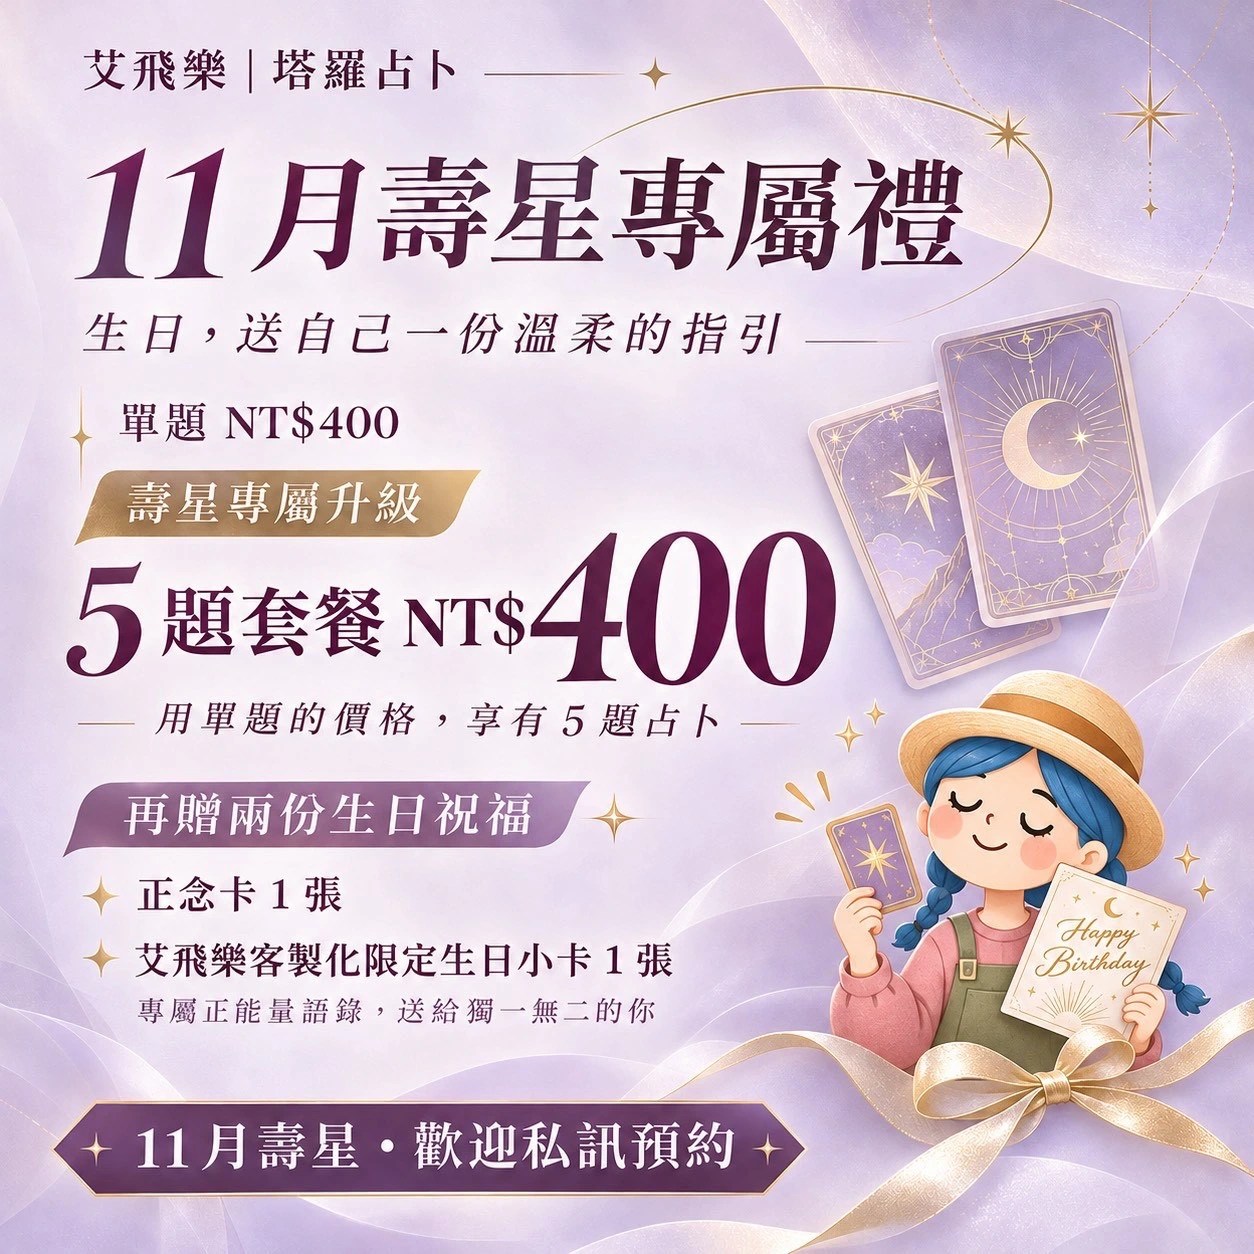 艾飛樂｜塔羅占卜
11月壽星專屬禮
生日，送自己一份溫柔的指引
單題 NT$400
壽星專屬升級
5題套餐 NT$400
用單題的價格，享有5題占卜
再贈兩份生日祝福
正念卡1張
艾飛樂客製化限定生日小卡1張
專屬正能量語錄，送給獨一無二的你
Happy
Birthday
11月壽星•歡迎私訊預約